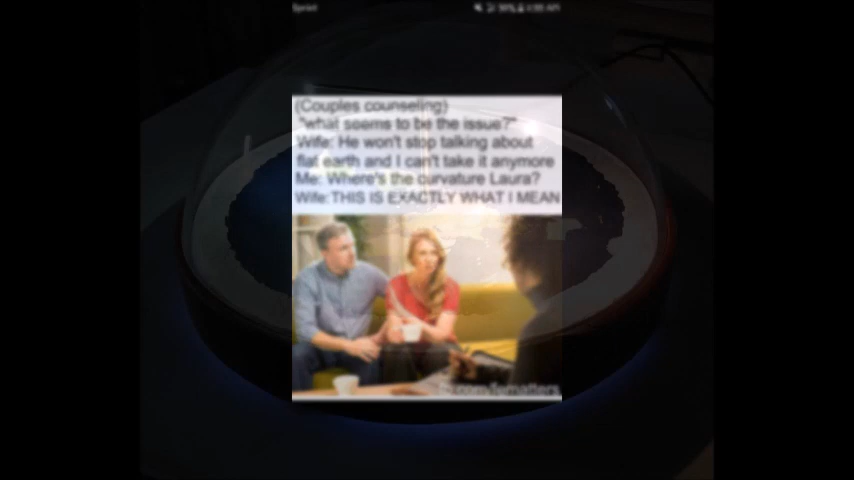 Sprint
(Couples counseling)
"what seems to be the issue?"
Wife: He won't stop talking about
flat earth and I can't take it anymore
Me: Where's the curvature Laura?
Wife:THIS IS EXACTLY WHAT I MEAN